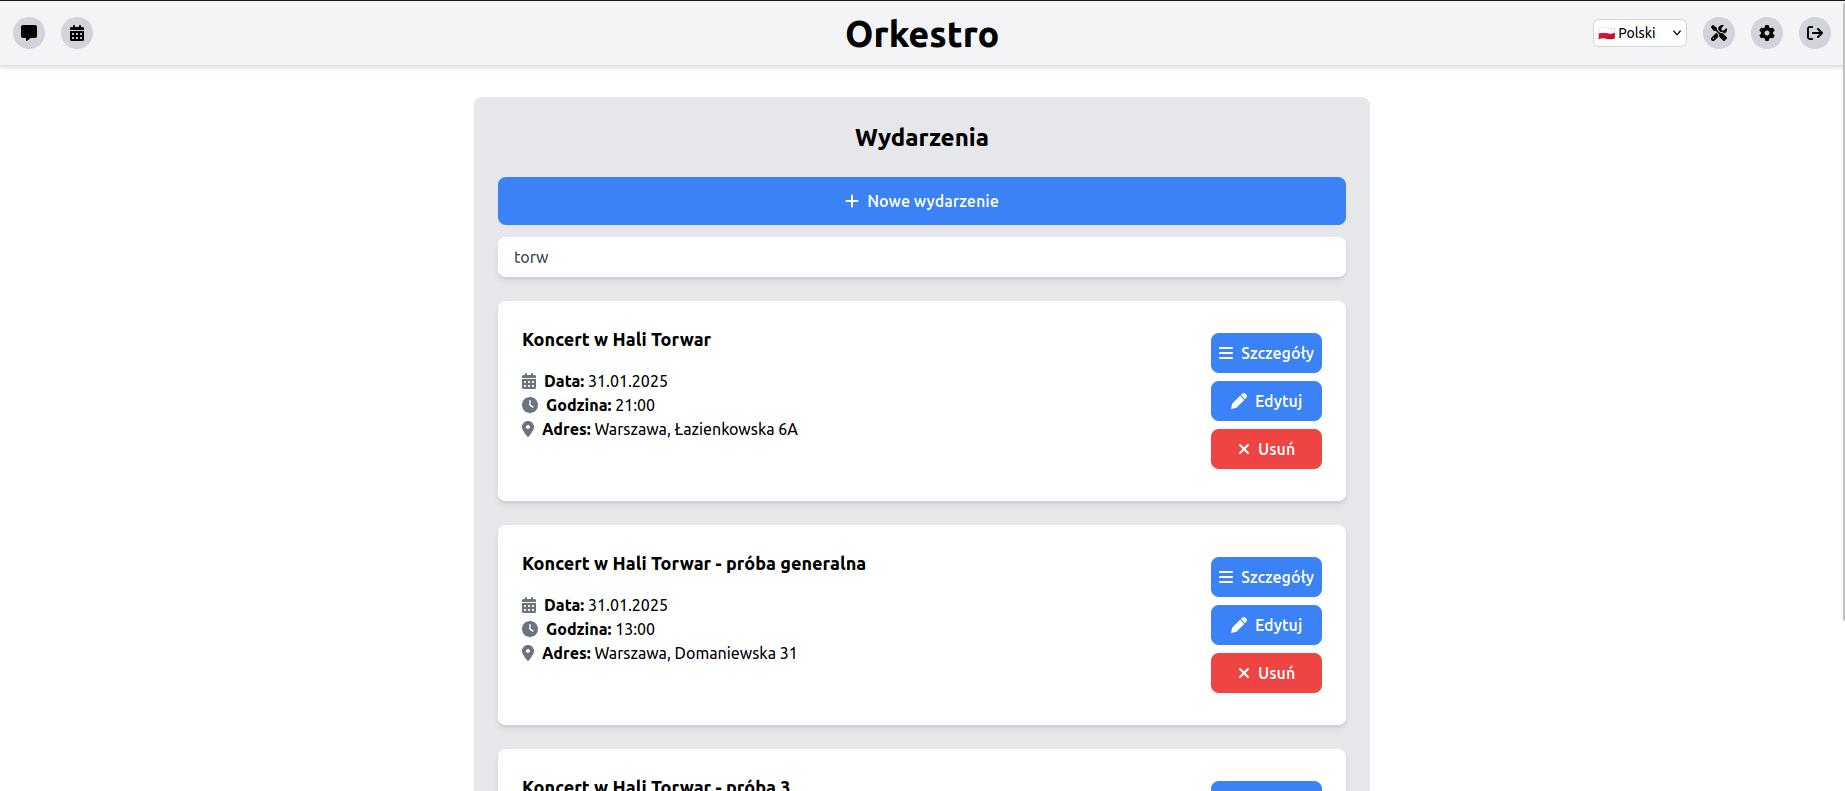 Orkestro
Polski
Wydarzenia
Nowe wydarzenie
torw
Koncert w Hali Torwar
Data: 31.01.2025
Godzina: 21:00
Adres: Warszawa, Łazienkowska 6A
Szczegóły
Edytuj
Usuń
Koncert w Hali Torwar - próba generalna
Data: 31.01.2025
Godzina: 13:00
Adres: Warszawa, Domaniewska 31
Szczegóły
Edytuj
Usuń
Koncert w Hali Torwar - próba 3